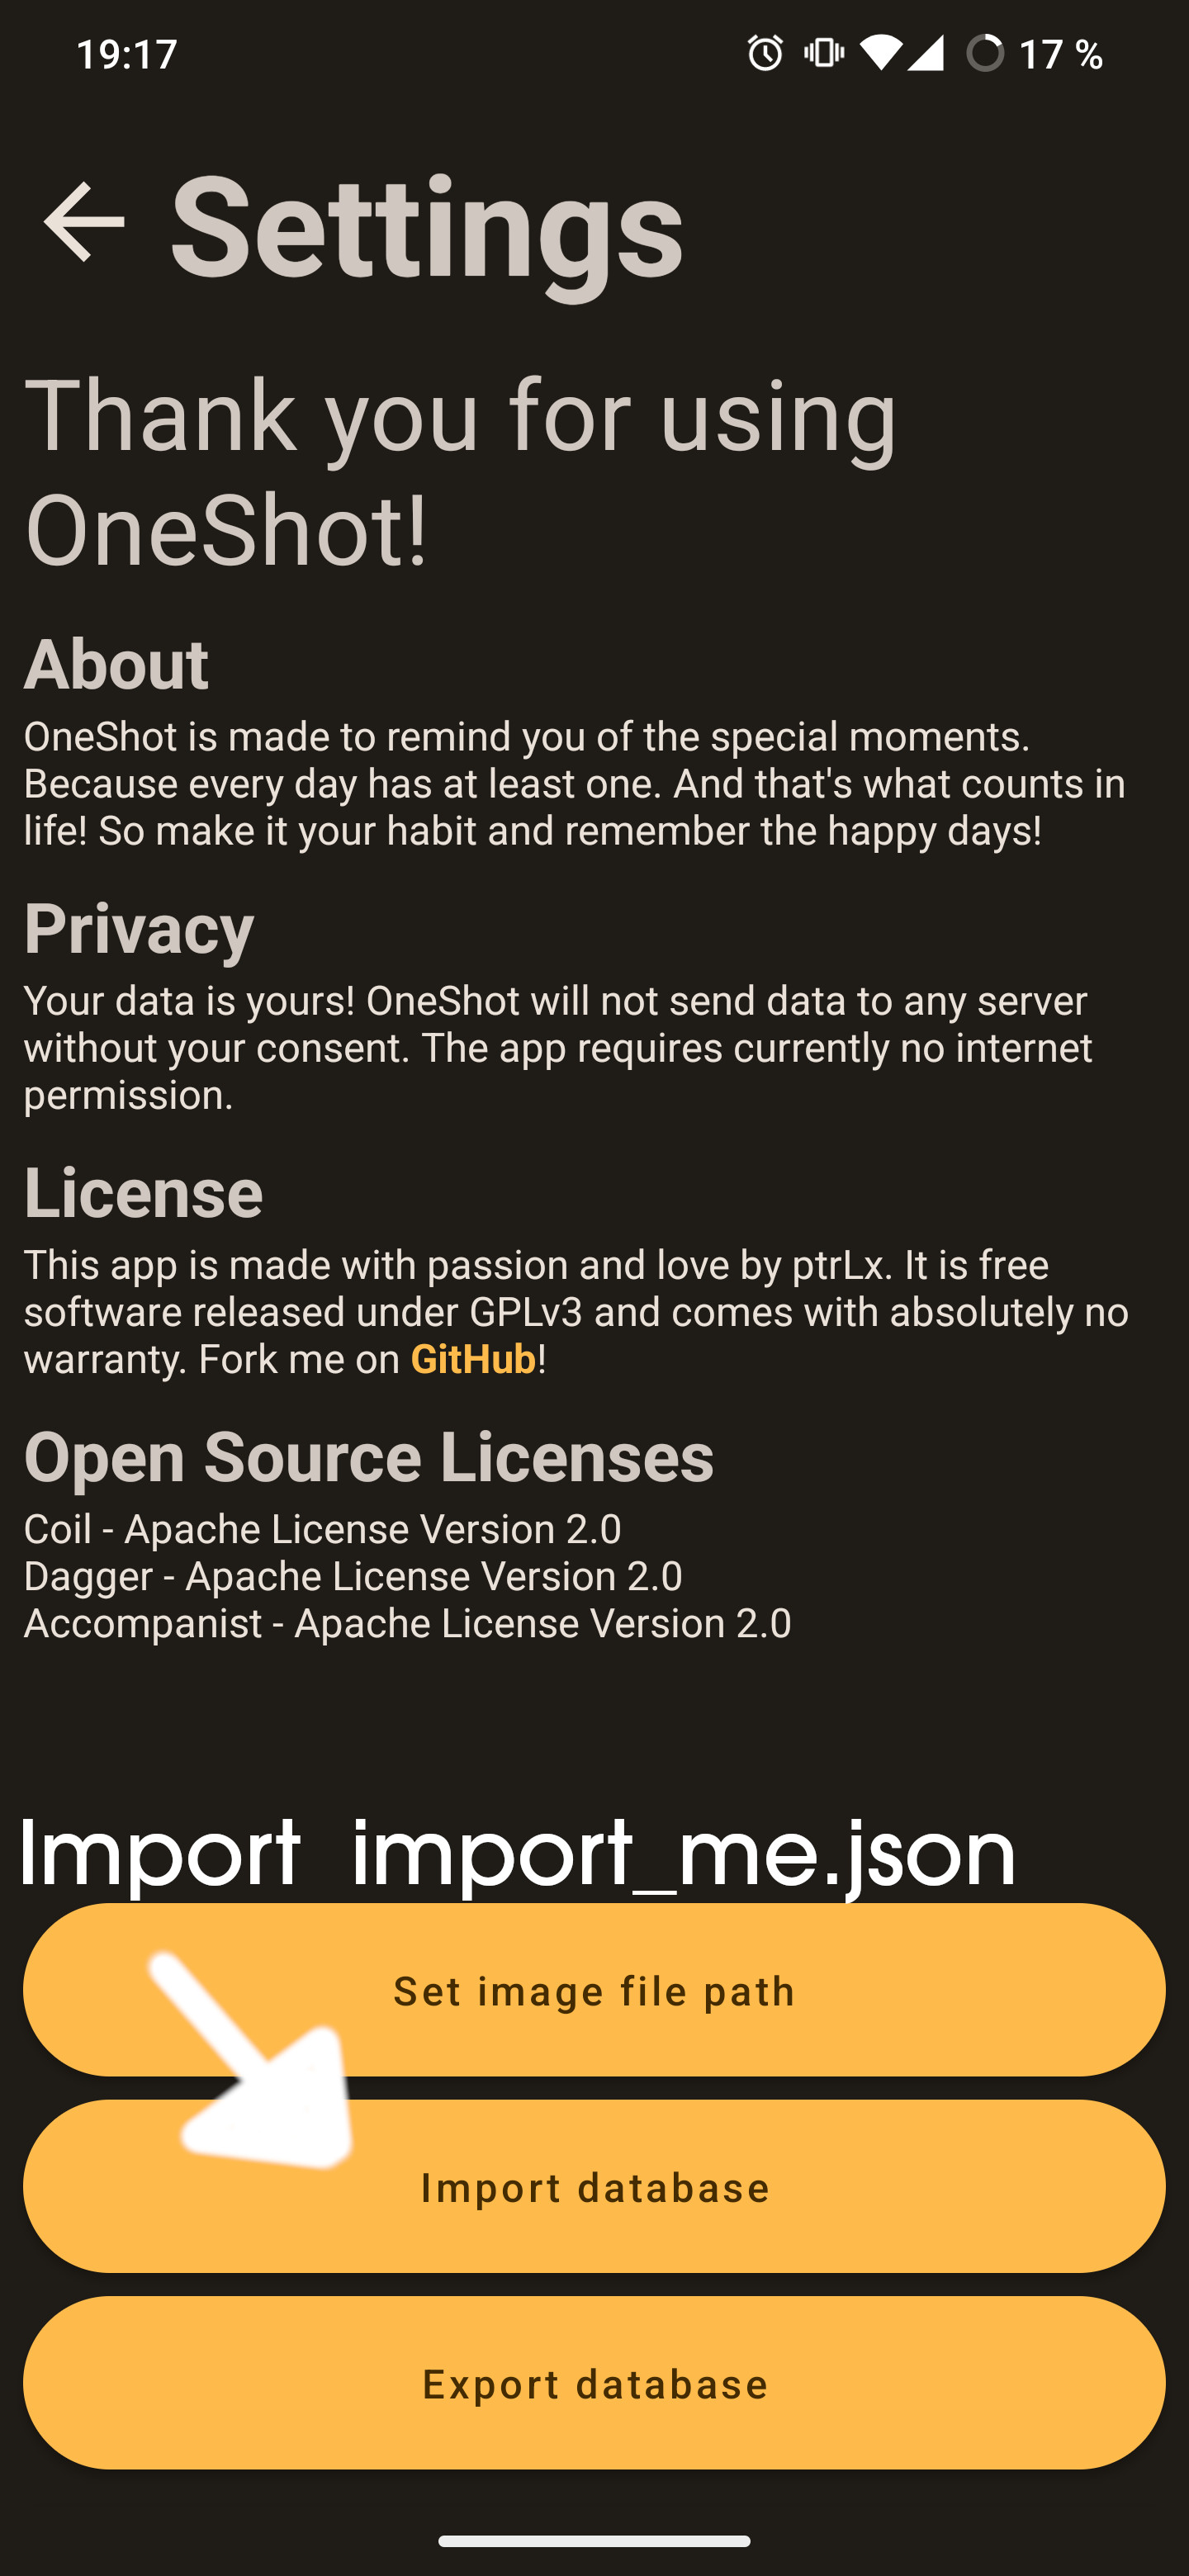 19:17
17 %
Settings
Thank you for using
OneShot!
About
OneShot is made to remind you of the special moments.
Because every day has at least one. And that's what counts in
life! So make it your habit and remember the happy days!
Privacy
Your data is yours! OneShot will not send data to any server
without your consent. The app requires currently no internet
permission.
License
This app is made with passion and love by ptrLx. It is free
software released under GPLv3 and comes with absolutely no
warranty. Fork me on GitHub!
Open Source Licenses
Coil - Apache License Version 2.0
Dagger - Apache License Version 2.0
Accompanist - Apache License Version 2.0
Import import_me.json
Set image file path
Import database
Export database